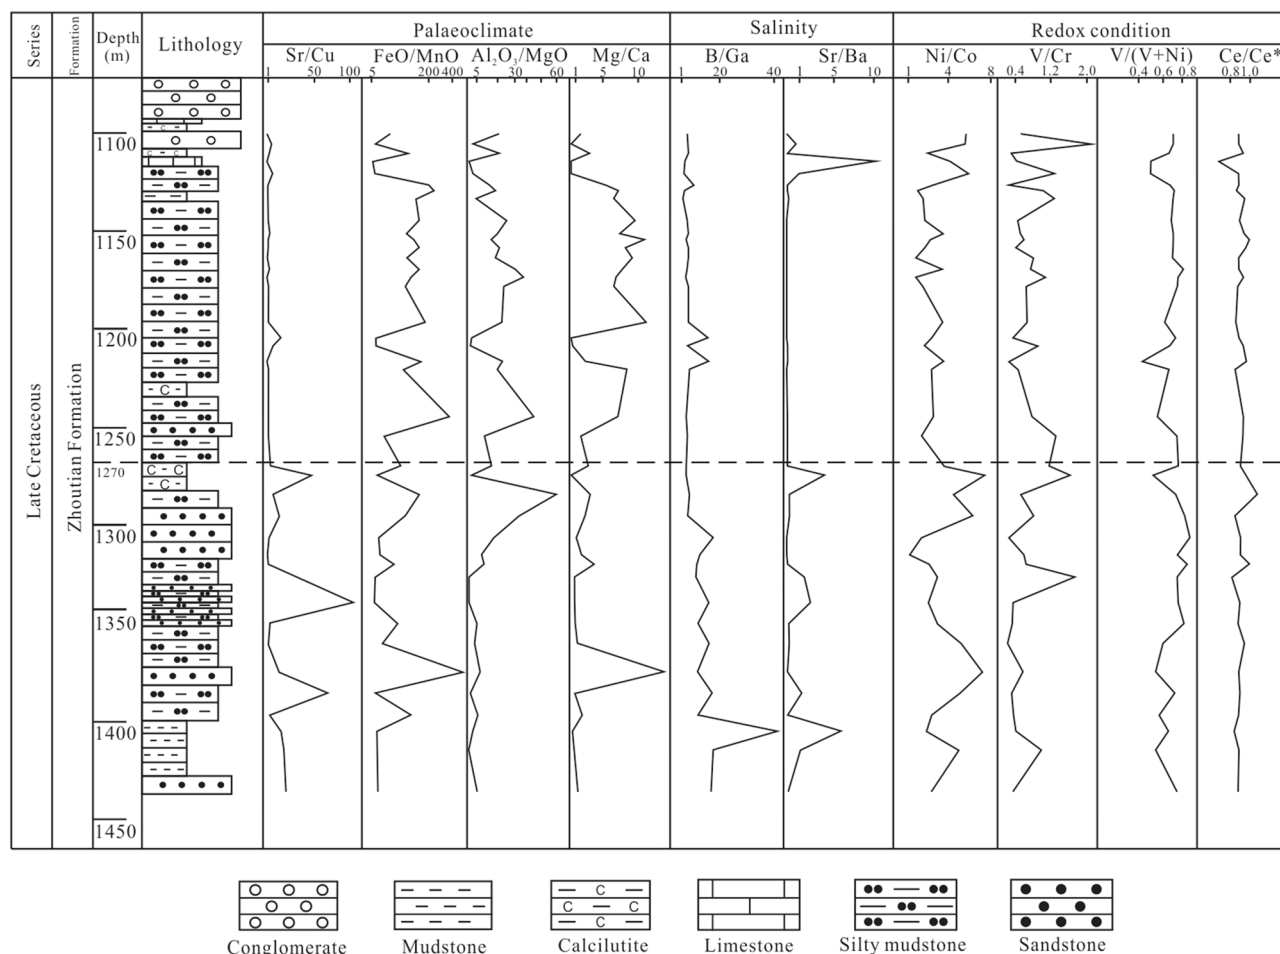 Series
Formation
Depth
(m)
Lithology
Palaeoclimate
Salinity
Redox condition
Sr/Cu
FeO/MnO
Al₂O₃/MgO
Mg/Ca
B/Ga
Sr/Ba
Ni/Co
V/Cr
V/(V+Ni)
Ce/Ce*
1 50 100
5 200 400
5 30 60
1 5 10
1 20 40
1 5 10
1 4 8
0.4 1.2 2.0
0.4 0.6 0.8
0.8 1.0
Late Cretaceous
Zhoutian Formation
1100
1150
1200
1250
1270
1300
1350
1400
1450
C
C C
C
C C
C
C
C C
C
Conglomerate
Mudstone
Calcilutite
Limestone
Silty mudstone
Sandstone